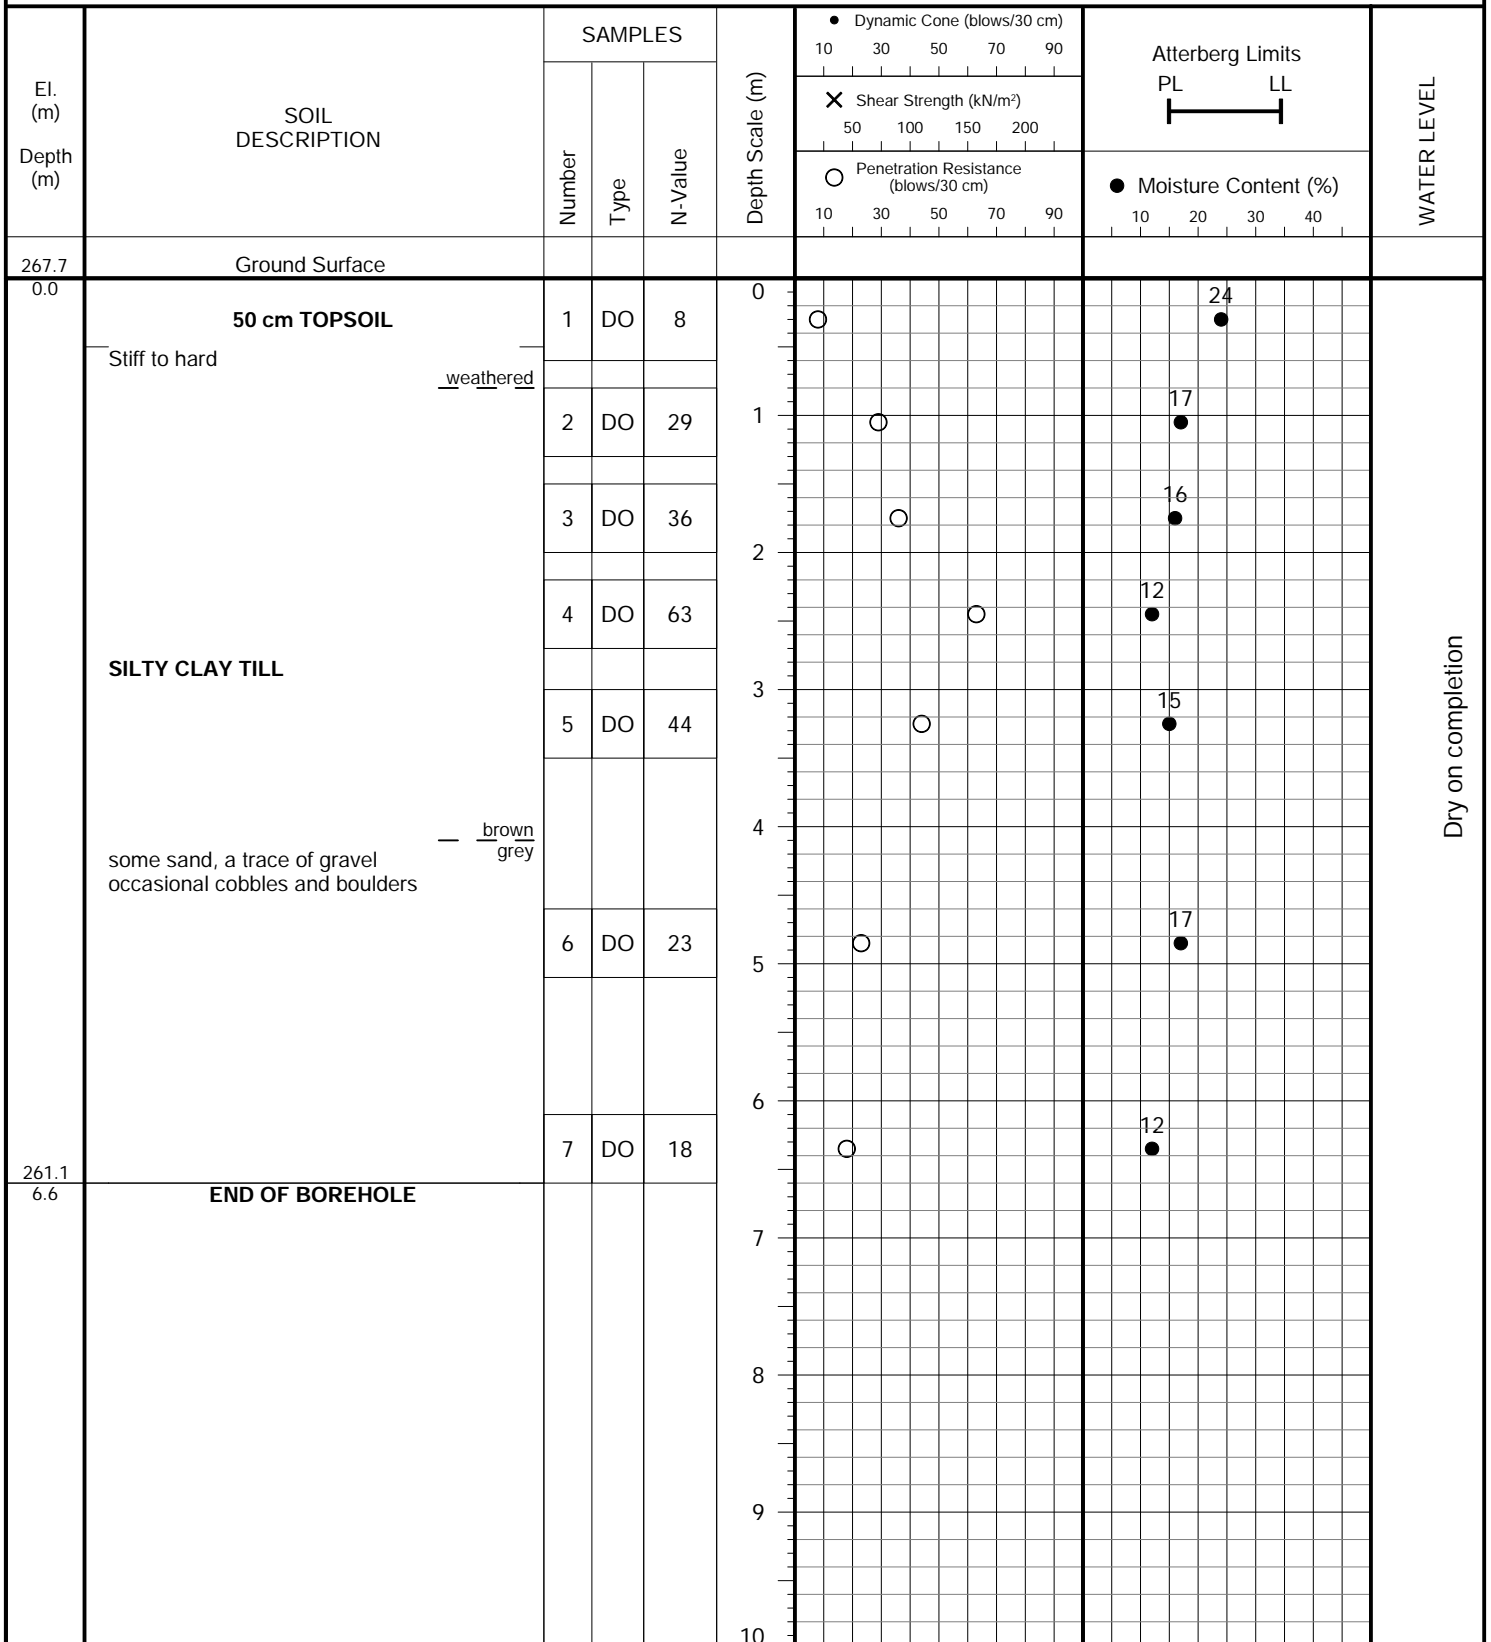 El.
(m)
Depth
(m)
SOIL
DESCRIPTION
SAMPLES
Number
Type
N-Value
Depth Scale (m)
● Dynamic Cone (blows/30 cm)
10 30 50 70 90
✕ Shear Strength (kN/m²)
50 100 150 200
○ Penetration Resistance
(blows/30 cm)
10 30 50 70 90
Atterberg Limits
PL LL
● Moisture Content (%)
10 20 30 40
WATER LEVEL
267.7 Ground Surface
0.0
0
24
50 cm TOPSOIL 1 DO 8
Stiff to hard
weathered
17
1
2 DO 29
16
3 DO 36
2
12
4 DO 63
SILTY CLAY TILL
3
15
5 DO 44
4
brown
grey
some sand, a trace of gravel
occasional cobbles and boulders
17
6 DO 23
5
6
12
7 DO 18
261.1
6.6 END OF BOREHOLE
7
8
9
10
Dry on completion